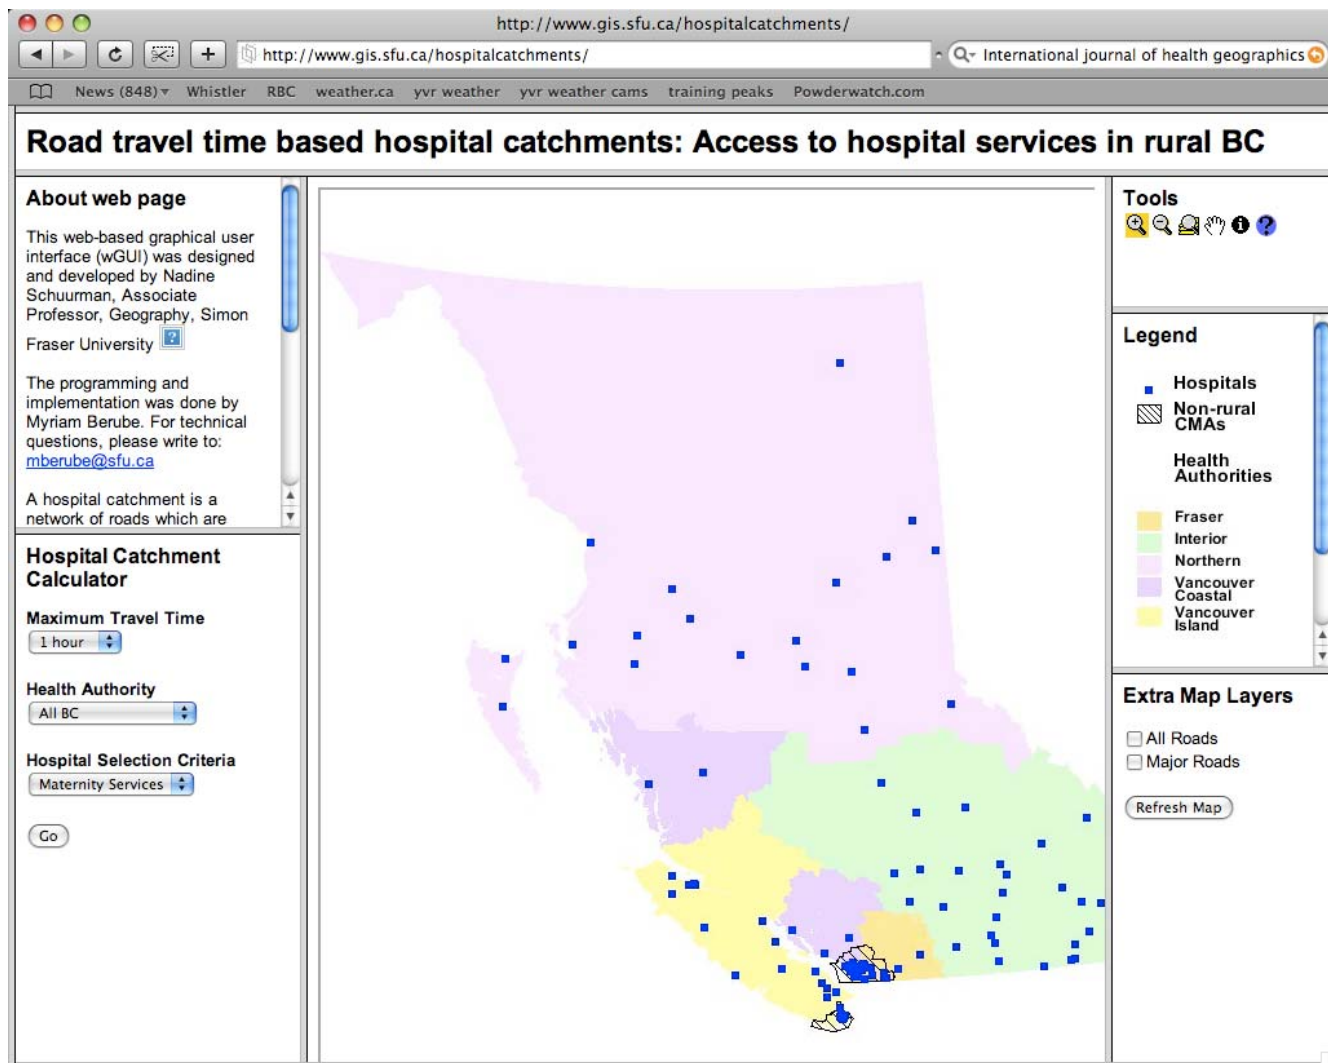 http://www.gis.sfu.ca/hospitalcatchments/
http://www.gis.sfu.ca/hospitalcatchments/
International journal of health geographics
News (848) Whistler RBC weather.ca yvr weather yvr weather cams training peaks Powderwatch.com
Road travel time based hospital catchments: Access to hospital services in rural BC
About web page
This web-based graphical user
interface (wGUI) was designed
and developed by Nadine
Schuurman, Associate
Professor, Geography, Simon
Fraser University
The programming and
implementation was done by
Myriam Berube. For technical
questions, please write to:
mberube@sfu.ca
A hospital catchment is a
network of roads which are
Hospital Catchment
Calculator
Maximum Travel Time
1 hour
Health Authority
All BC
Hospital Selection Criteria
Maternity Services
Go
Tools
Legend
Hospitals
Non-rural
CMAs
Health
Authorities
Fraser
Interior
Northern
Vancouver
Coastal
Vancouver
Island
Extra Map Layers
All Roads
Major Roads
Refresh Map